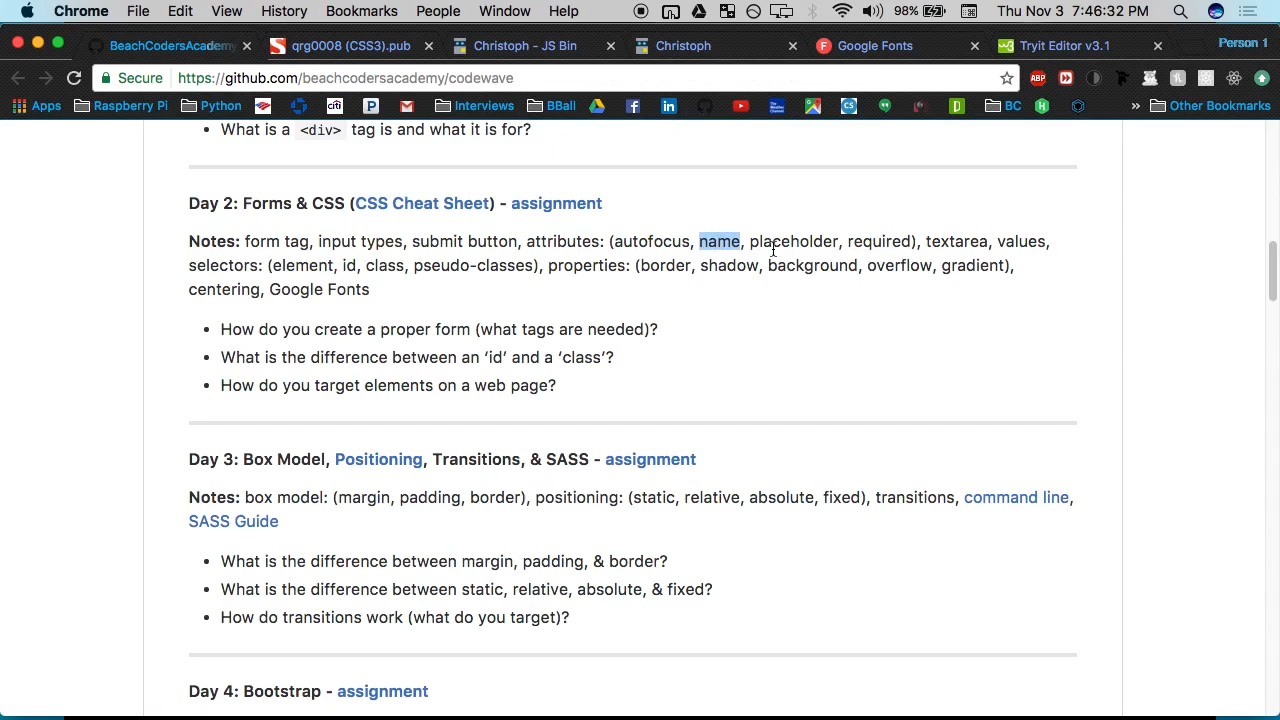 Chrome File Edit View History Bookmarks People Window Help 98% Thu Nov 3 7:46:32 PM
BeachCodersAcademy qrg0008 (CSS3).pub Christoph - JS Bin Christoph Google Fonts Tryit Editor v3.1 Person 1
Secure https://github.com/beachcodersacademy/codewave
Apps Raspberry Pi Python citi Interviews BBall BC » Other Bookmarks
• What is a <div> tag is and what it is for?
Day 2: Forms & CSS (CSS Cheat Sheet) - assignment
Notes: form tag, input types, submit button, attributes: (autofocus, name, placeholder, required), textarea, values,
selectors: (element, id, class, pseudo-classes), properties: (border, shadow, background, overflow, gradient),
centering, Google Fonts
• How do you create a proper form (what tags are needed)?
• What is the difference between an ‘id’ and a ‘class’?
• How do you target elements on a web page?
Day 3: Box Model, Positioning, Transitions, & SASS - assignment
Notes: box model: (margin, padding, border), positioning: (static, relative, absolute, fixed), transitions, command line,
SASS Guide
• What is the difference between margin, padding, & border?
• What is the difference between static, relative, absolute, & fixed?
• How do transitions work (what do you target)?
Day 4: Bootstrap - assignment